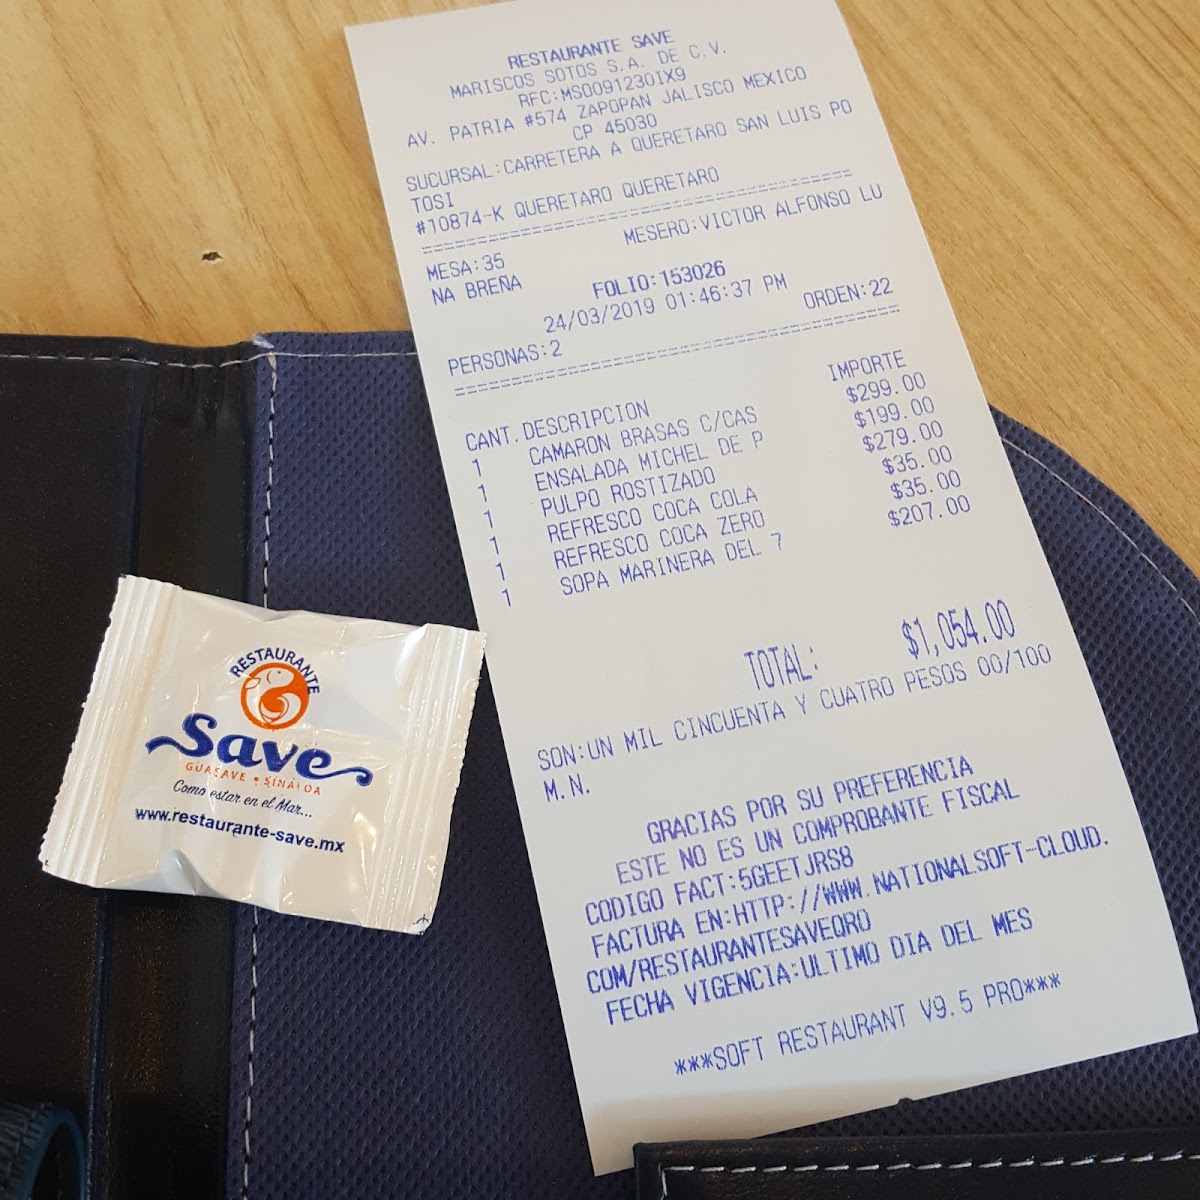 RESTAURANTE SAVE
MARISCOS SOTOS S.A. DE C.V.
RFC:MSO091230IX9
AV. PATRIA #574 ZAPOPAN JALISCO MEXICO
CP 45030
SUCURSAL:CARRETERA A QUERETARO SAN LUIS PO
TOSI
#10874-K QUERETARO QUERETARO
MESA:35 MESERO:VICTOR ALFONSO LU
NA BREÑA
FOLIO:153026
24/03/2019 01:46:37 PM
PERSONAS:2 ORDEN:22
CANT. DESCRIPCION IMPORTE
1 CAMARON BRASAS C/CAS $299.00
1 ENSALADA MICHEL DE P $199.00
1 PULPO ROSTIZADO $279.00
1 REFRESCO COCA COLA $35.00
1 REFRESCO COCA ZERO $35.00
1 SOPA MARINERA DEL 7 $207.00
TOTAL: $1,054.00
SON:UN MIL CINCUENTA Y CUATRO PESOS 00/100
M.N.
GRACIAS POR SU PREFERENCIA
ESTE NO ES UN COMPROBANTE FISCAL
CODIGO FACT:5GEETJRS8
FACTURA EN:HTTP://WWW.NATIONALSOFT-CLOUD.
COM/RESTAURANTESAVEQRO
FECHA VIGENCIA:ULTIMO DIA DEL MES
***SOFT RESTAURANT V9.5 PRO***
RESTAURANTE
Save
GUASAVE • SINALOA
Como estar en el Mar...
www.restaurante-save.mx